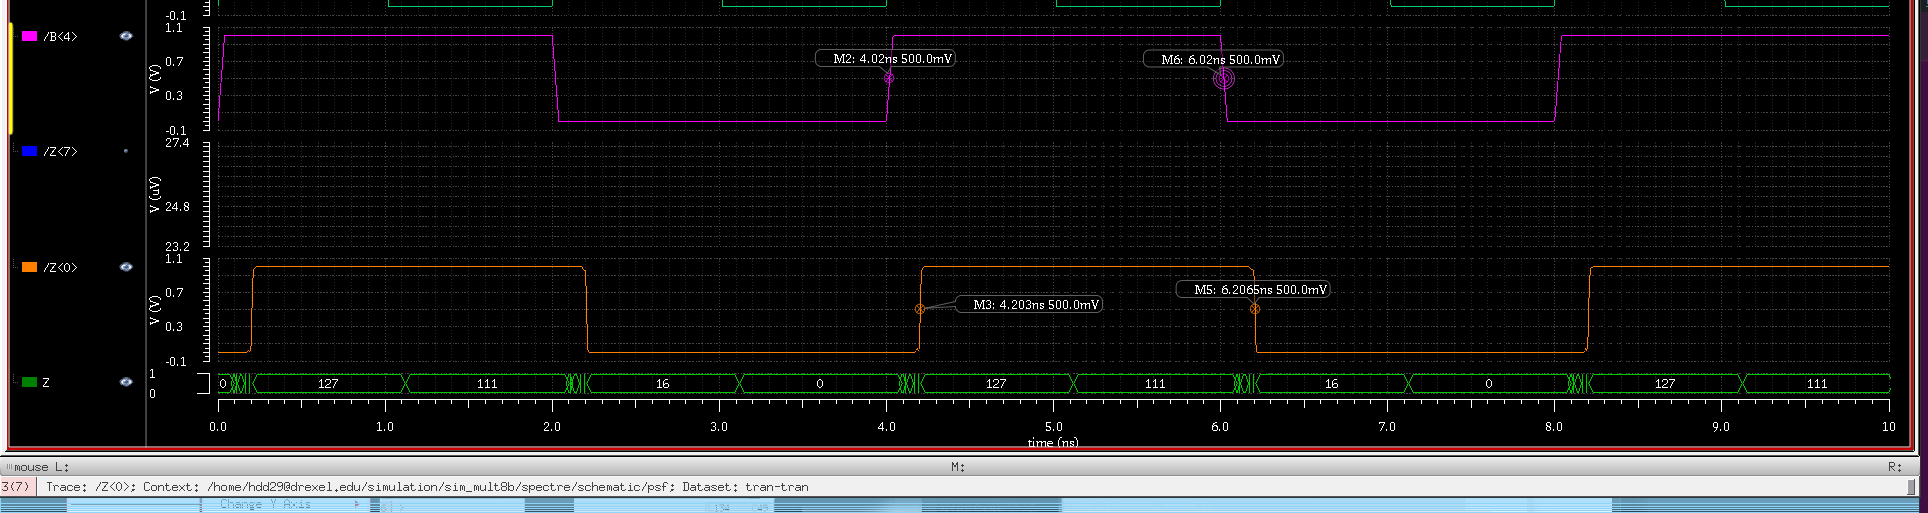 -0.1
1.1
/B<4>
0.7
V (V)
0.3
-0.1
M2: 4.02ns 500.0mV
M6: 6.02ns 500.0mV
27.4
/Z<7>
V (uV)
24.8
23.2
1.1
/Z<0>
0.7
V (V)
0.3
-0.1
M3: 4.203ns 500.0mV
M5: 6.2065ns 500.0mV
Z
1
0
0 127 111 16 0 127 111 16 0 127 111
0.0 1.0 2.0 3.0 4.0 5.0 6.0 7.0 8.0 9.0 10
time (ns)
mouse L: M: R:
3(7) Trace: /Z<0>; Context: /home/hdd29@drexel.edu/simulation/sim_mult8b/spectre/schematic/psf; Dataset: tran-tran
Change Y Axis